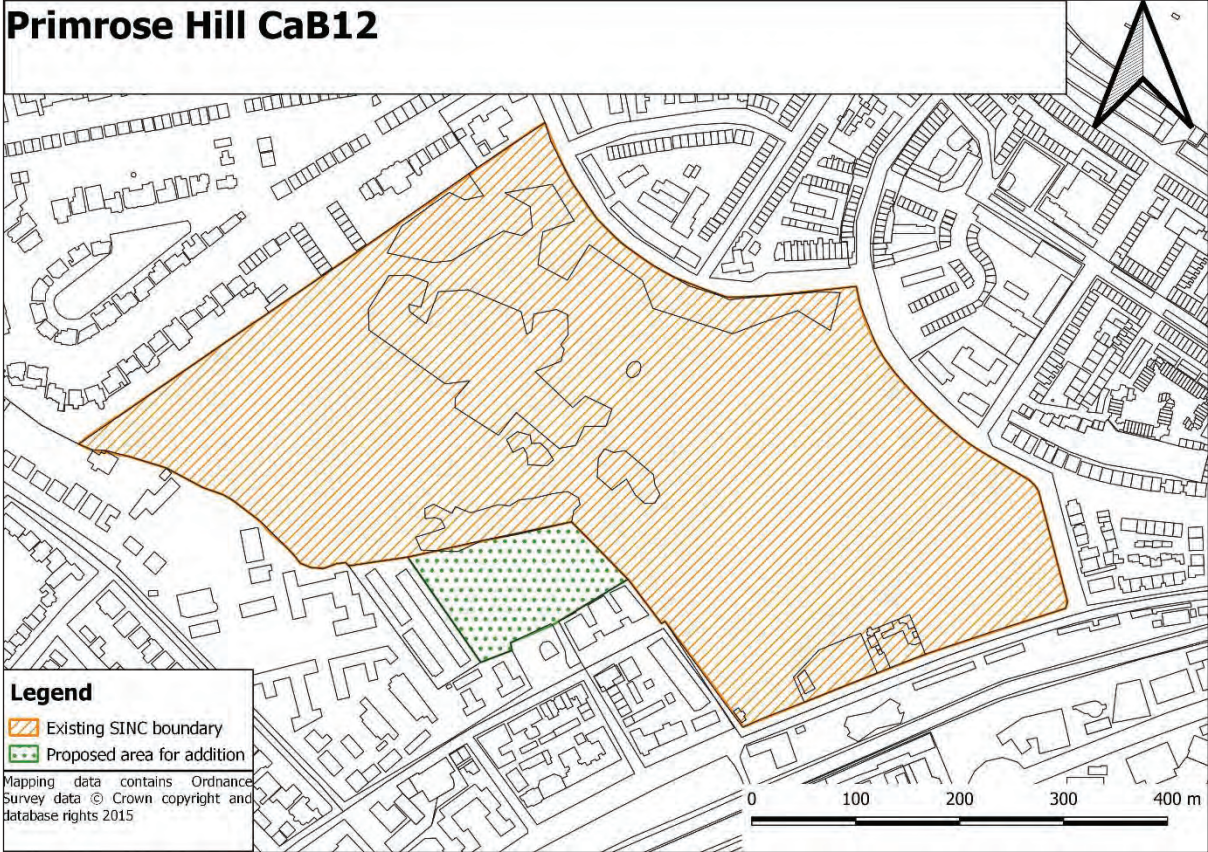 Primrose Hill CaB12
Legend
Existing SINC boundary
Proposed area for addition
Mapping data contains Ordnance
Survey data © Crown copyright and
database rights 2015
0 100 200 300 400 m